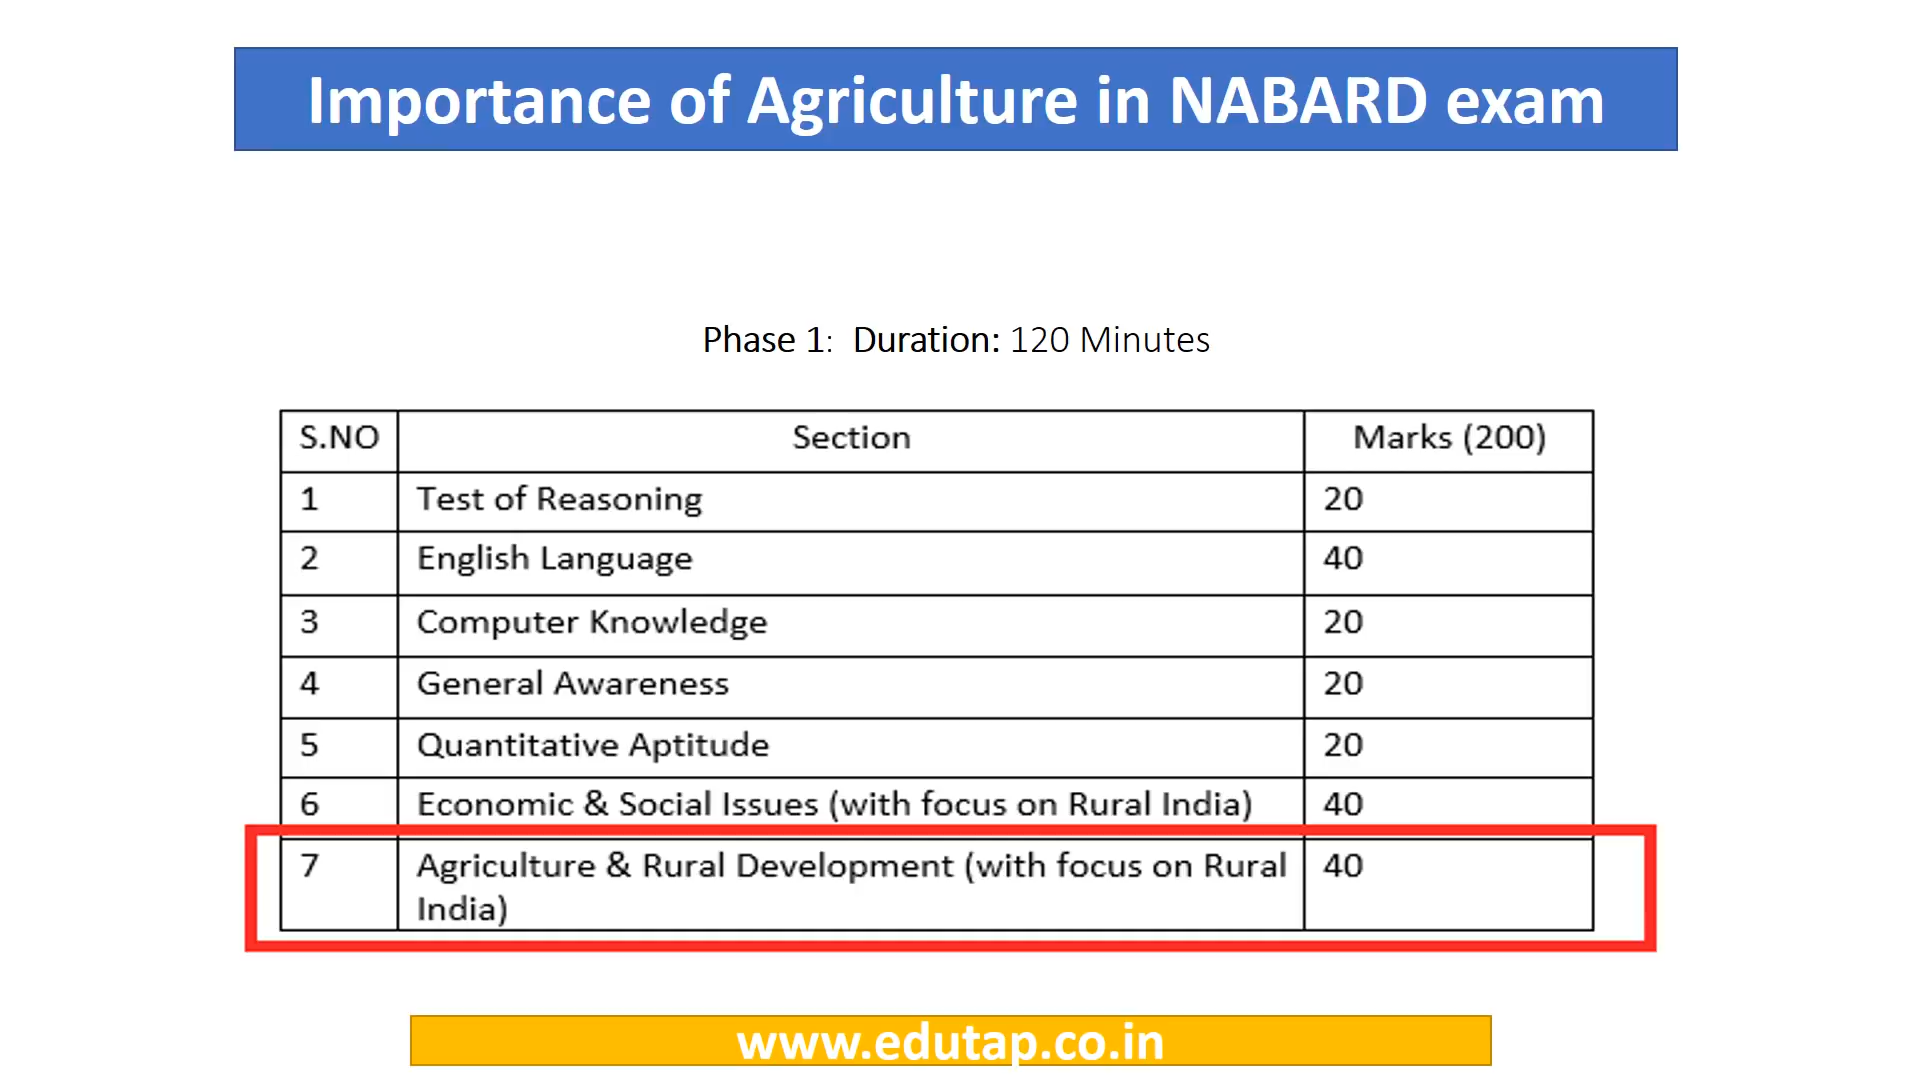 Importance of Agriculture in NABARD exam
Phase 1: Duration: 120 Minutes
S.NO Section Marks (200)
1 Test of Reasoning 20
2 English Language 40
3 Computer Knowledge 20
4 General Awareness 20
5 Quantitative Aptitude 20
6 Economic & Social Issues (with focus on Rural India) 40
7 Agriculture & Rural Development (with focus on Rural 40
India)
www.edutap.co.in